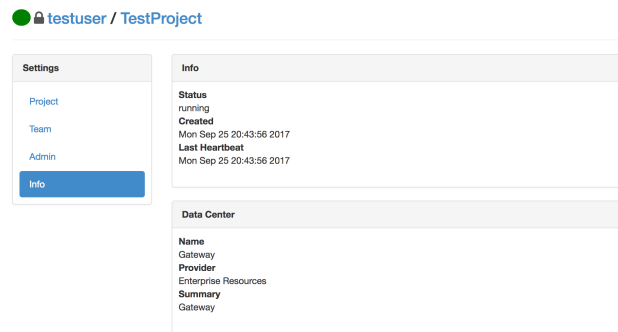 testuser / TestProject
Settings
Project
Team
Admin
Info
Info
Status
running
Created
Mon Sep 25 20:43:56 2017
Last Heartbeat
Mon Sep 25 20:43:56 2017
Data Center
Name
Gateway
Provider
Enterprise Resources
Summary
Gateway